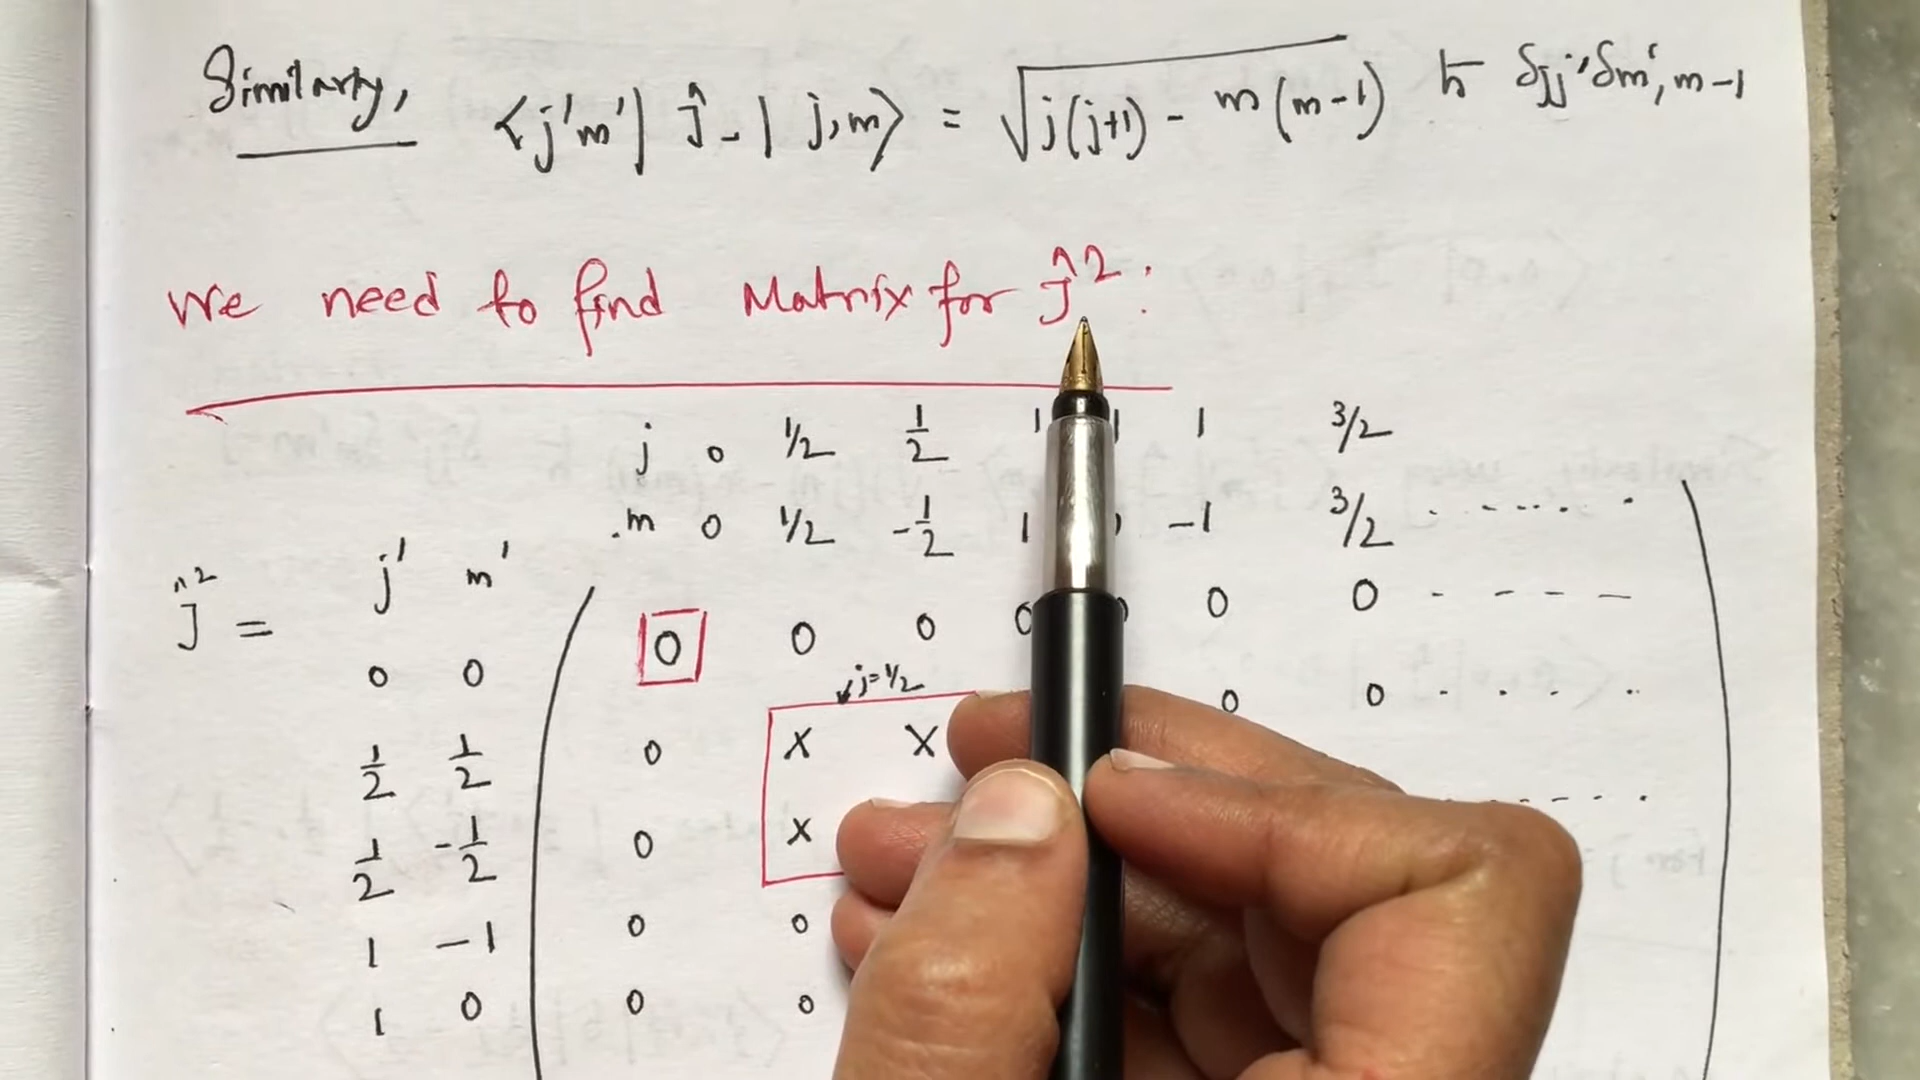 Similarly, <j'm'| Ĵ_ | j,m> = √j(j+1) - m(m-1) ħ δjj' δm', m-1
We need to find Matrix for Ĵ²:
j 0 1/2 1/2 1 1 1 3/2
m 0 1/2 -1/2 1 -1 3/2 .......
Ĵ² = j' m'
0 0 0 0 0 0 0 0 - - - -
j=1/2
1/2 1/2 0 x x 0 0 . . . .
1/2 -1/2 0 x - - . . .
1 -1 0 0
1 0 0 0